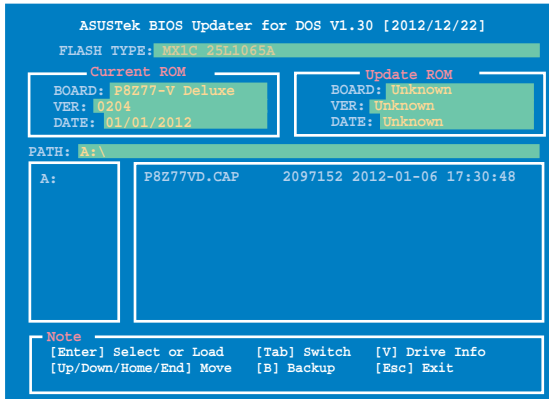 ASUSTek BIOS Updater for DOS V1.30 [2012/12/22]
FLASH TYPE: MX1C 25L1065A
Current ROM
BOARD: P8Z77-V Deluxe
VER: 0204
DATE: 01/01/2012
Update ROM
BOARD: Unknown
VER: Unknown
DATE: Unknown
PATH: A:\
A:
P8Z77VD.CAP 2097152 2012-01-06 17:30:48
Note
[Enter] Select or Load [Tab] Switch [V] Drive Info
[Up/Down/Home/End] Move [B] Backup [Esc] Exit